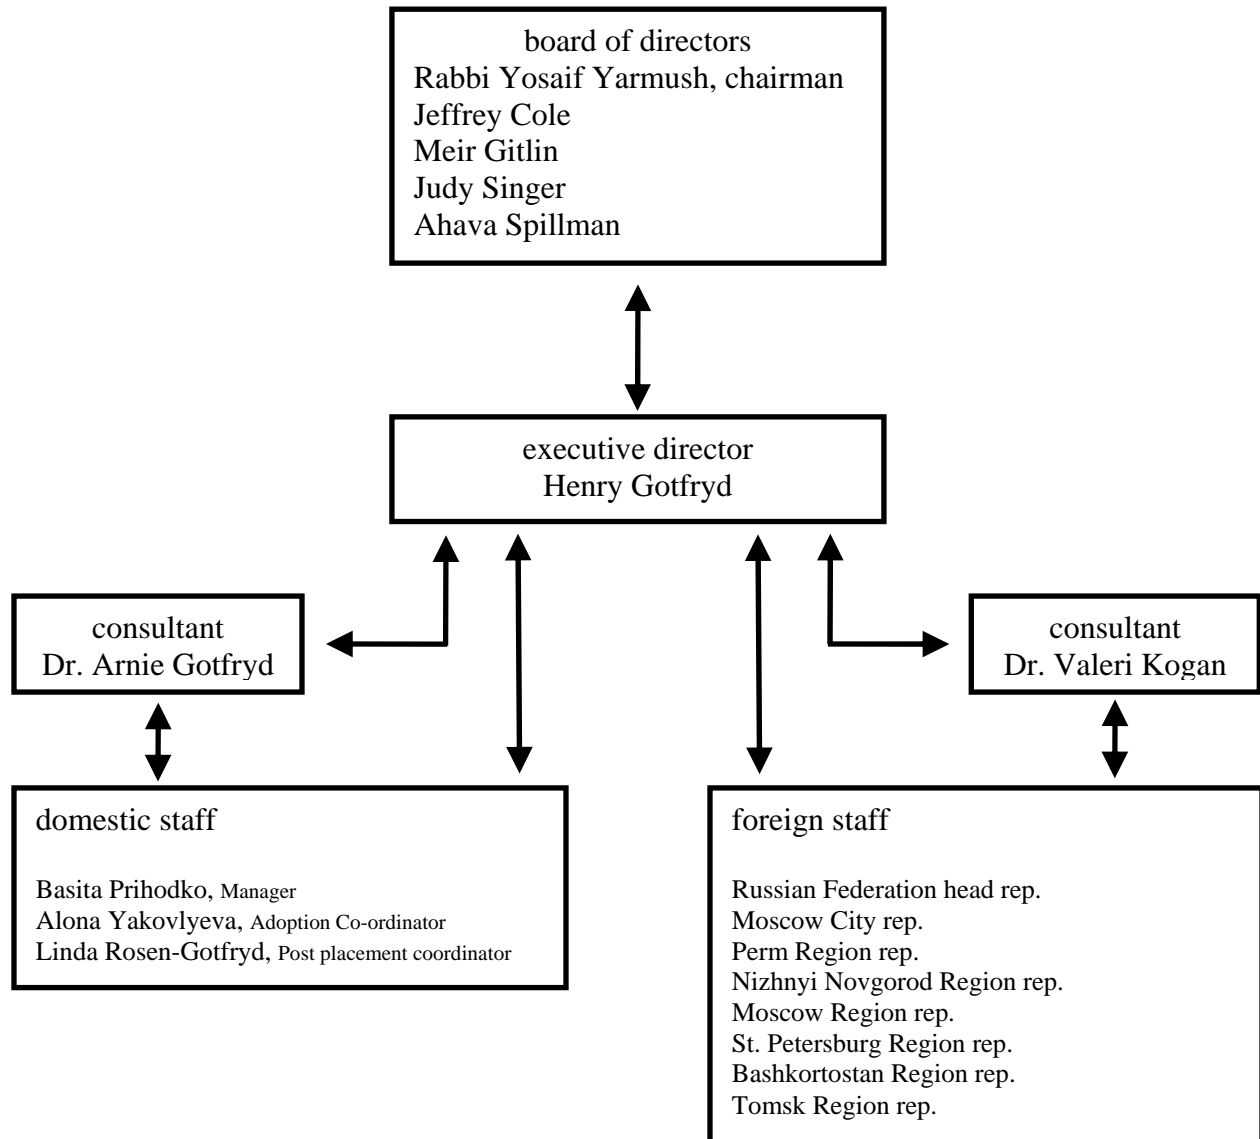 board of directors
Rabbi Yosaif Yarmush, chairman
Jeffrey Cole
Meir Gitlin
Judy Singer
Ahava Spillman
executive director
Henry Gotfryd
consultant
Dr. Arnie Gotfryd
consultant
Dr. Valeri Kogan
domestic staff
Basita Prihodko, Manager
Alona Yakovlyeva, Adoption Co-ordinator
Linda Rosen-Gotfryd, Post placement coordinator
foreign staff
Russian Federation head rep.
Moscow City rep.
Perm Region rep.
Nizhnyi Novgorod Region rep.
Moscow Region rep.
St. Petersburg Region rep.
Bashkortostan Region rep.
Tomsk Region rep.